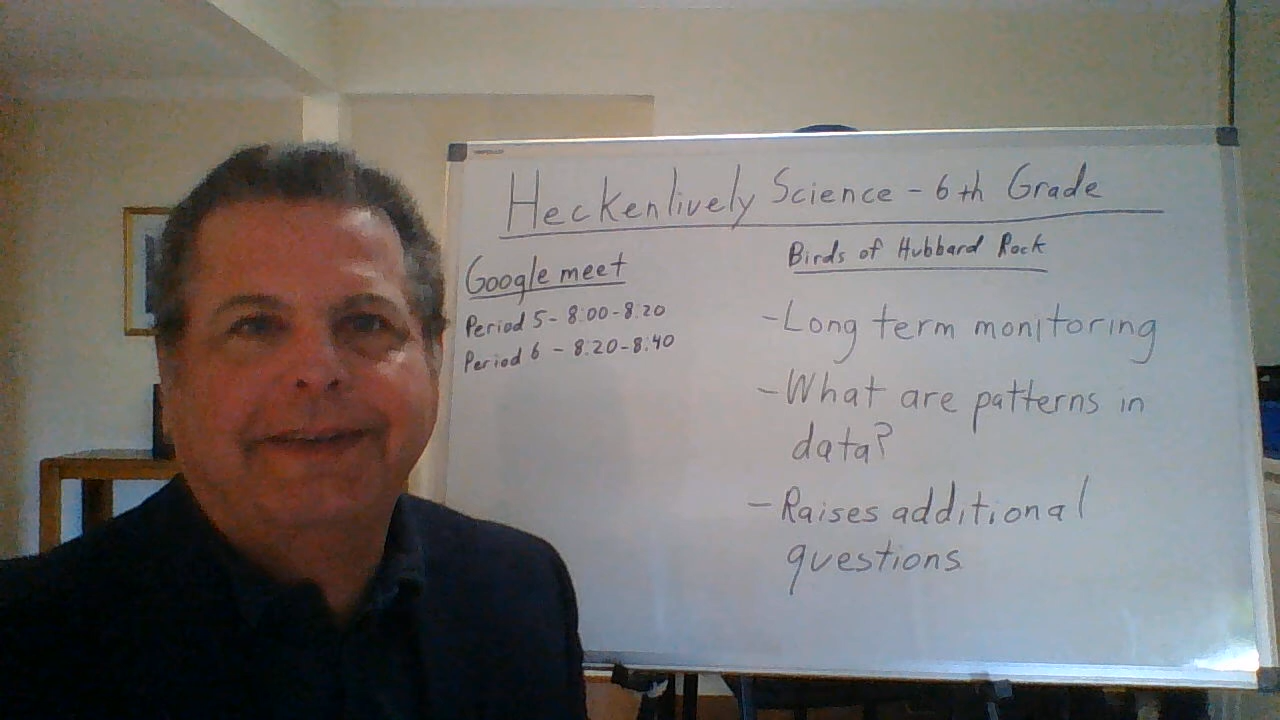 Heckenlively Science - 6th Grade
Google meet
Period 5 - 8:00-8:20
Period 6 - 8:20-8:40
Birds of Hubbard Rock
- Long term monitoring
- What are patterns in
data?
- Raises additional
questions